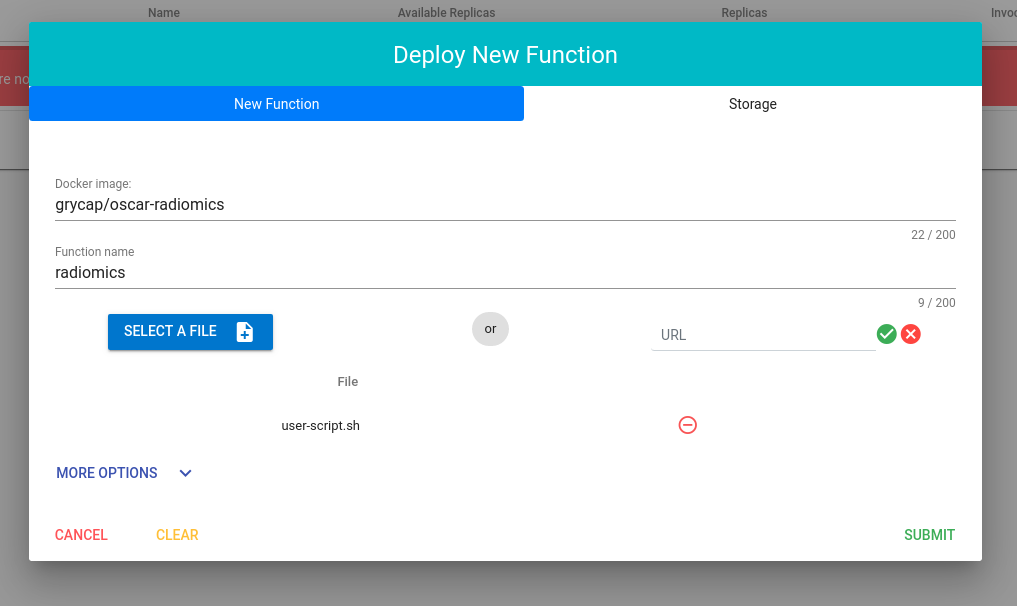 Name Available Replicas Replicas
Deploy New Function
re no
New Function Storage
Docker image:
grycap/oscar-radiomics
22 / 200
Function name
radiomics
9 / 200
SELECT A FILE or URL
File
user-script.sh
MORE OPTIONS
CANCEL CLEAR SUBMIT